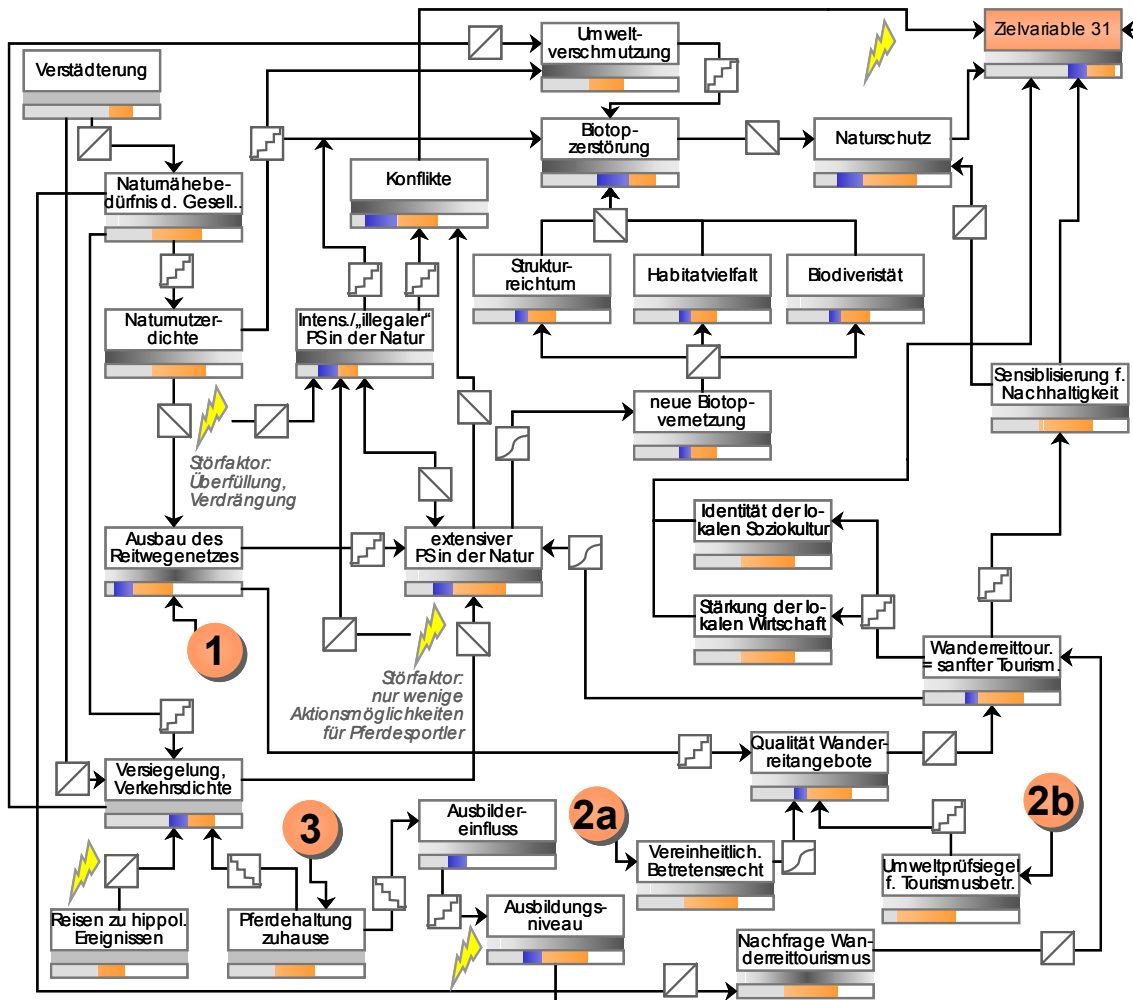 Umwelt-
verschmutzung
Zielvariable 31
Verstädterung
Biotop-
zerstörung
Naturschutz
Konflikte
Naturnähebe-
dürfnis d. Gesell..
Struktur-
reichtum
Habitatvielfalt
Biodiveristät
Naturnutzer-
dichte
Intens./„illegaler“
PS in der Natur
Sensiblisierung f.
Nachhaltigkeit
neue Biotop-
vernetzung
Störfaktor:
Überfüllung,
Verdrängung
Identität der lo-
kalen Soziokultur
Ausbau des
Reitwegenetzes
extensiver
PS in der Natur
Stärkung der lo-
kalen Wirtschaft
1
Wanderreittour.
= sanfter Tourism.
Störfaktor:
nur wenige
Aktionsmöglichkeiten
für Pferdesportler
Qualität Wander-
reitangebote
Versiegelung,
Verkehrsdichte
3
Ausbilder-
einfluss
2a
2b
Vereinheitlich.
Betretensrecht
Umweltprüfsiegel
f. Tourismusbetr.
Reisen zu hippol.
Ereignissen
Pferdehaltung
zuhause
Ausbildungs-
niveau
Nachfrage Wan-
derreittourismus